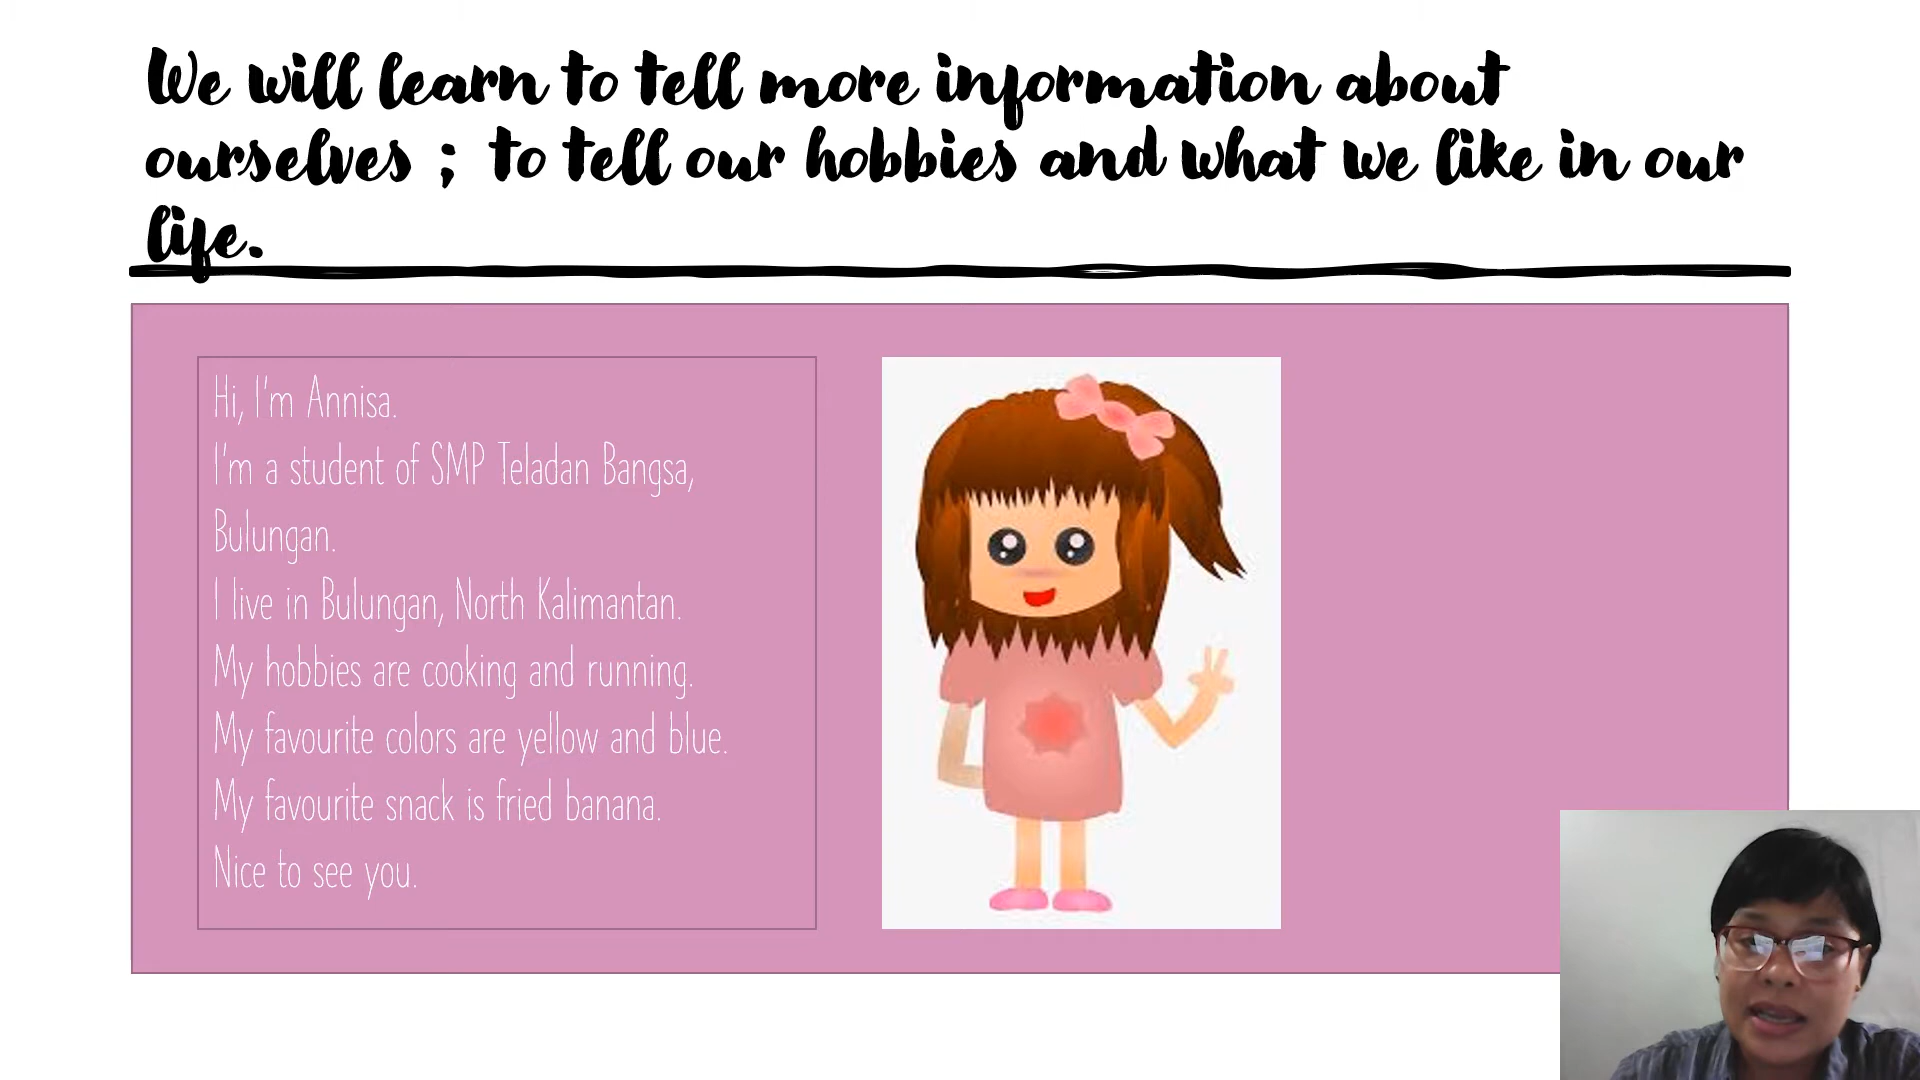 We will learn to tell more information about
ourselves ; to tell our hobbies and what we like in our
life.
Hi, I'm Annisa.
I'm a student of SMP Teladan Bangsa,
Bulungan.
I live in Bulungan, North Kalimantan.
My hobbies are cooking and running.
My favourite colors are yellow and blue.
My favourite snack is fried banana.
Nice to see you.